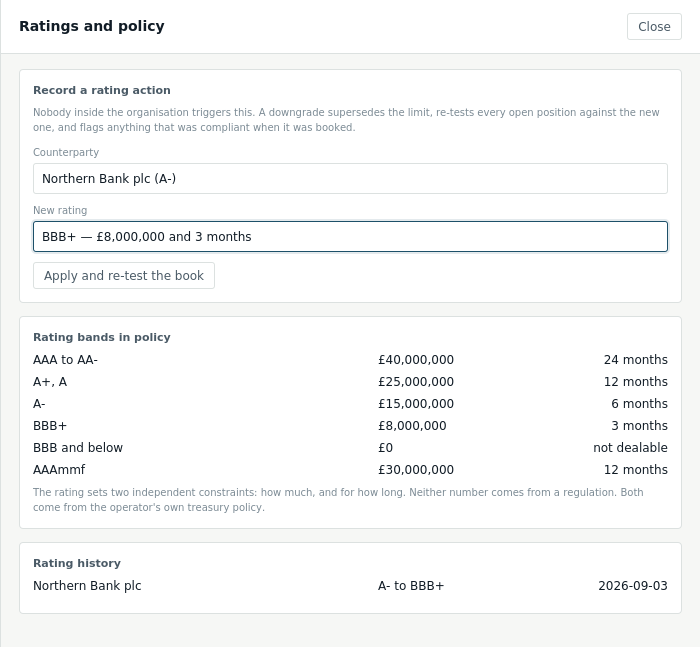 Ratings and policy
Close
Record a rating action
Nobody inside the organisation triggers this. A downgrade supersedes the limit, re-tests every open position against the new
one, and flags anything that was compliant when it was booked.
Counterparty
Northern Bank plc (A-)
New rating
BBB+ — £8,000,000 and 3 months
Apply and re-test the book
Rating bands in policy
AAA to AA- £40,000,000 24 months
A+, A £25,000,000 12 months
A- £15,000,000 6 months
BBB+ £8,000,000 3 months
BBB and below £0 not dealable
AAAmmf £30,000,000 12 months
The rating sets two independent constraints: how much, and for how long. Neither number comes from a regulation. Both
come from the operator's own treasury policy.
Rating history
Northern Bank plc A- to BBB+ 2026-09-03